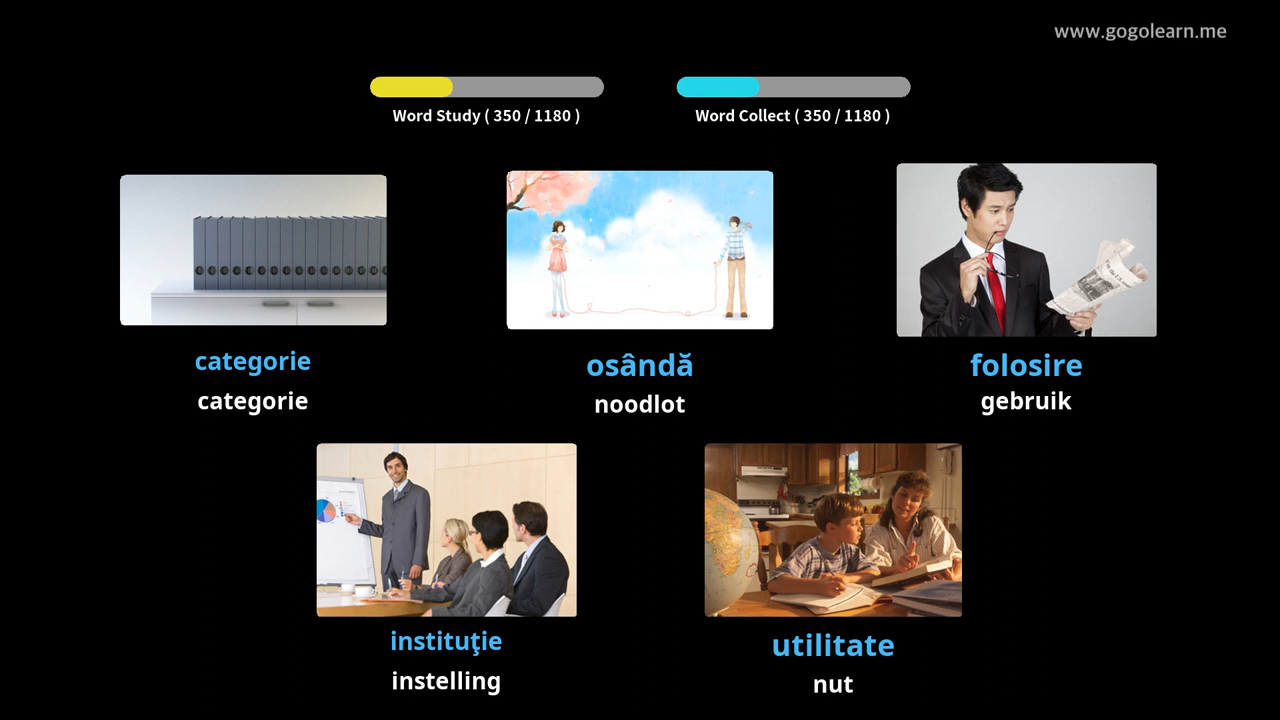 www.gogolearn.me
Word Study ( 350 / 1180 )
Word Collect ( 350 / 1180 )
categorie
categorie
osândă
noodlot
folosire
gebruik
instituţie
instelling
utilitate
nut